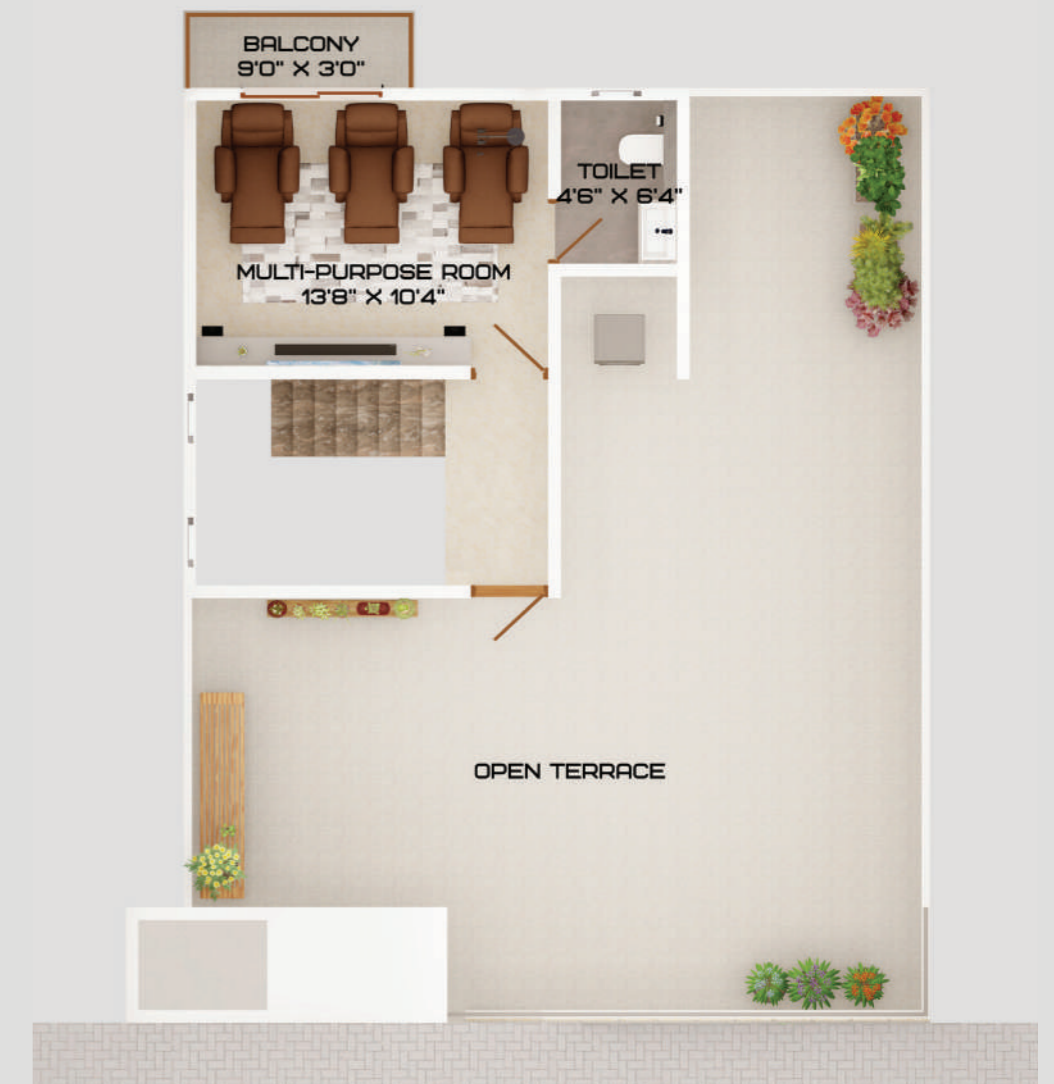 BALCONY
9'0" X 3'0"
TOILET
4'6" X 6'4"
MULTI-PURPOSE ROOM
13'8" X 10'4"
OPEN TERRACE